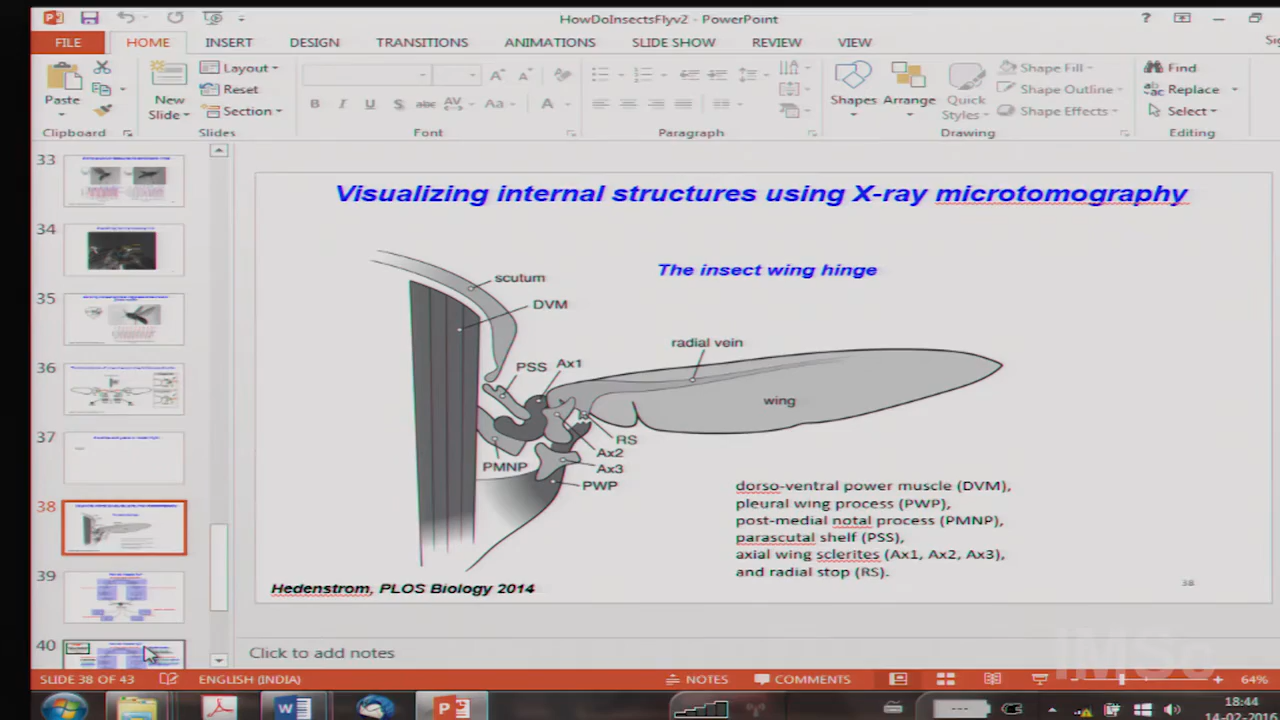 HowDoInsectsFlyv2 - PowerPoint
?
FILE
HOME
INSERT
DESIGN
TRANSITIONS
ANIMATIONS
SLIDE SHOW
REVIEW
VIEW
Paste
New
Slide
Layout
Reset
Section
Shapes
Arrange
Quick
Styles
Shape Fill
Shape Outline
Shape Effects
Find
Replace
Select
Clipboard
Slides
Font
Paragraph
Drawing
Editing
33
34
35
36
37
38
39
40
Visualizing internal structures using X-ray microtomography
The insect wing hinge
scutum
DVM
PSS
Ax1
radial vein
wing
RS
Ax2
Ax3
PMNP
PWP
dorso-ventral power muscle (DVM),
pleural wing process (PWP),
post-medial notal process (PMNP),
parascutal shelf (PSS),
axial wing sclerites (Ax1, Ax2, Ax3),
and radial stop (RS).
Hedenstrom, PLOS Biology 2014
38
Click to add notes
IMSc
SLIDE 38 OF 43
ENGLISH (INDIA)
NOTES
COMMENTS
64%
18:44
14-02-2016